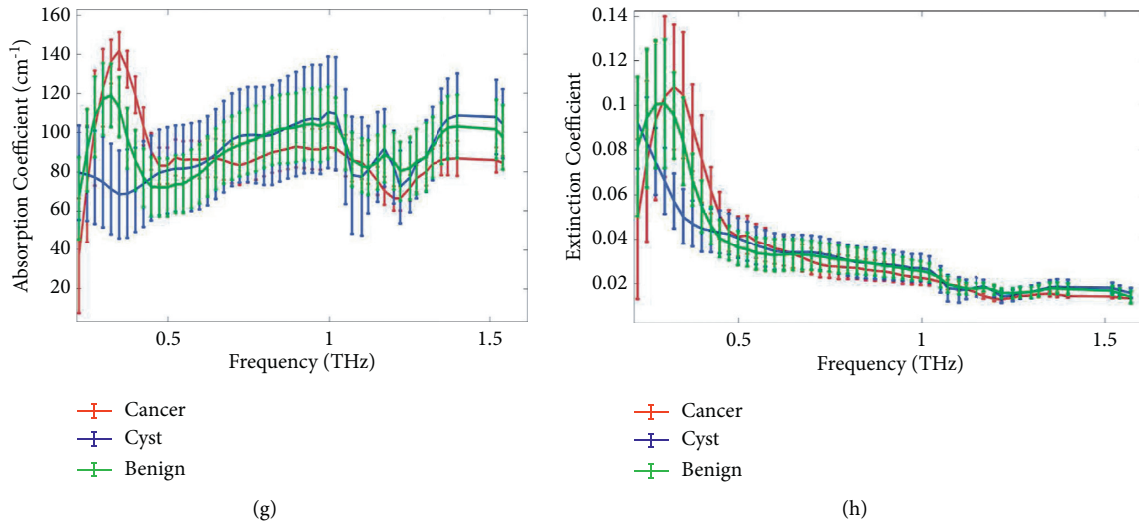 160
140
120
100
80
60
40
20
Absorption Coefficient (cm-1)
0.5
1
1.5
Frequency (THz)
Cancer
Cyst
Benign
(g)
0.14
0.12
0.1
0.08
0.06
0.04
0.02
Extinction Coefficient
0.5
1
1.5
Frequency (THz)
Cancer
Cyst
Benign
(h)